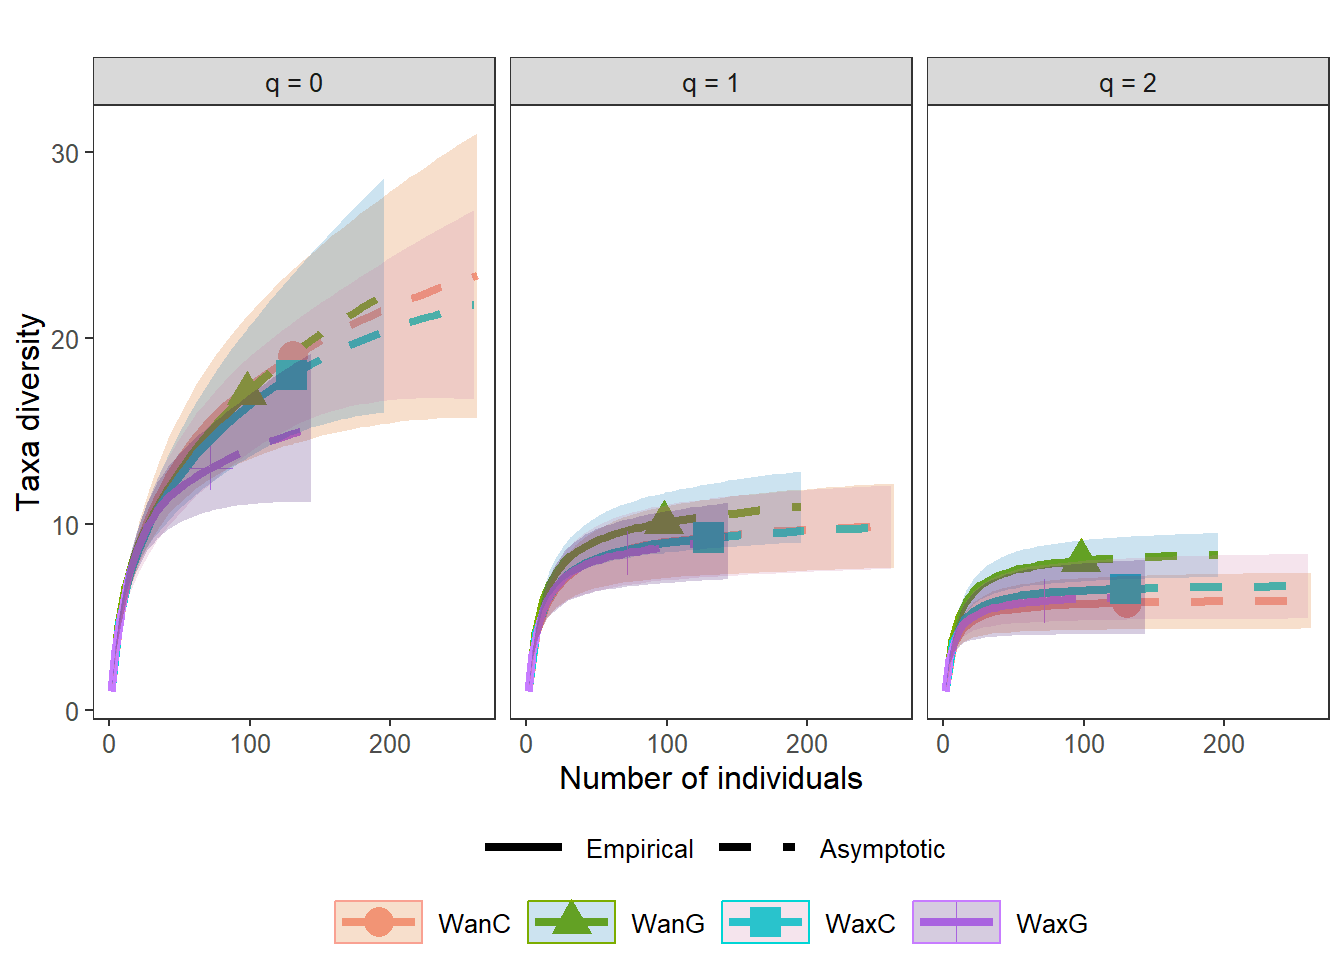 q = 0
q = 1
q = 2
Taxa diversity
30
20
10
0
0 100 200
0 100 200
0 100 200
Number of individuals
Empirical
Asymptotic
WanC
WanG
WaxC
WaxG